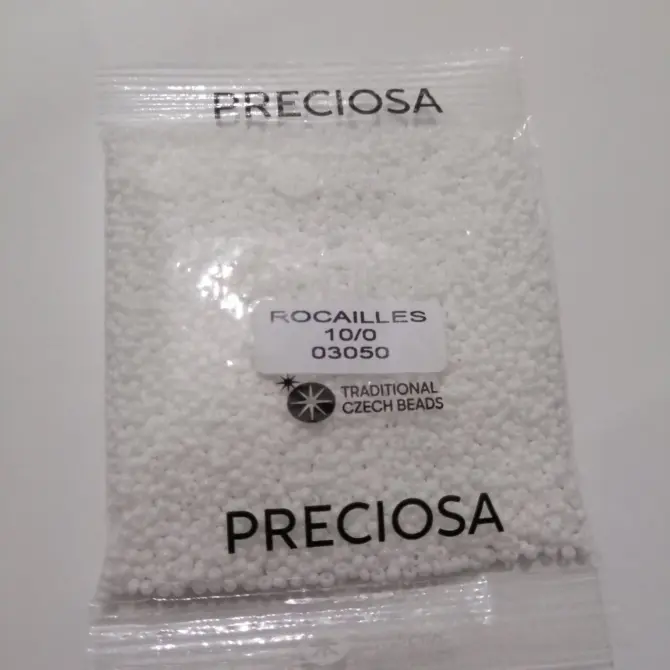 PRECIOSA
ROCAILLES
10/0
03050
TRADITIONAL
CZECH BEADS
PRECIOSA